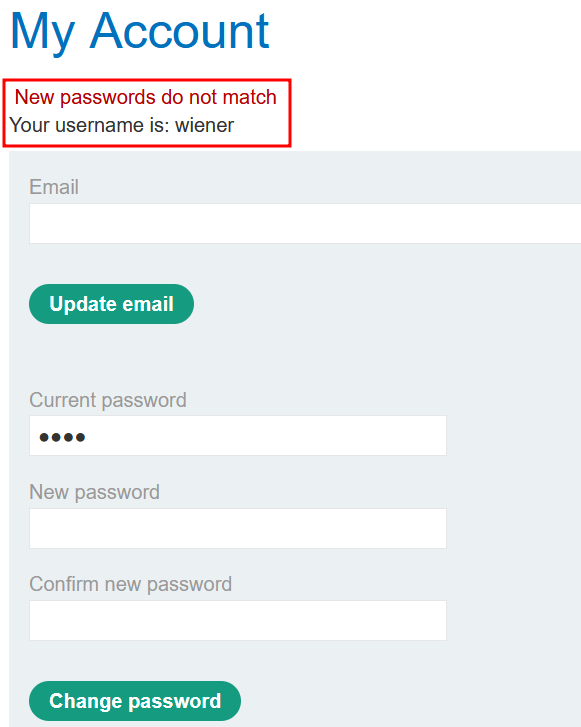 My Account
New passwords do not match
Your username is: wiener
Email
Update email
Current password
••••
New password
Confirm new password
Change password